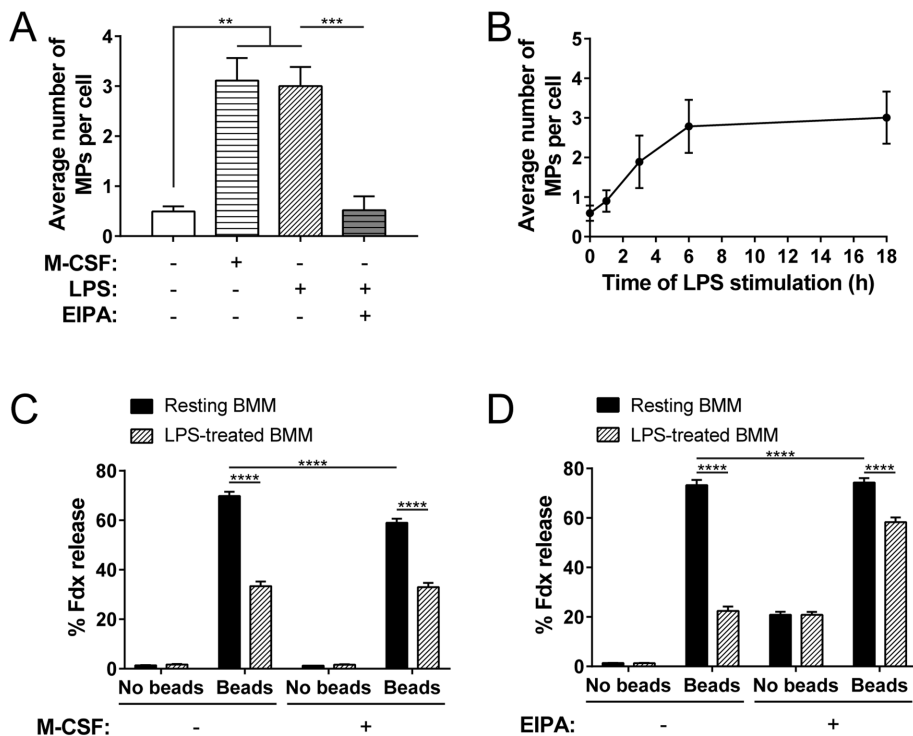 A
Average number of
MPs per cell
4
3
2
1
0
**
***
M-CSF: - + - -
LPS: - - + +
EIPA: - - - +
B
Average number of
MPs per cell
5
4
3
2
1
0
0 2 4 6 8 10 12 14 16 18
Time of LPS stimulation (h)
C
Resting BMM
LPS-treated BMM
% Fdx release
80
60
40
20
0
****
****
****
No beads Beads No beads Beads
M-CSF: - +
D
Resting BMM
LPS-treated BMM
% Fdx release
80
60
40
20
0
****
****
****
No beads Beads No beads Beads
EIPA: - +